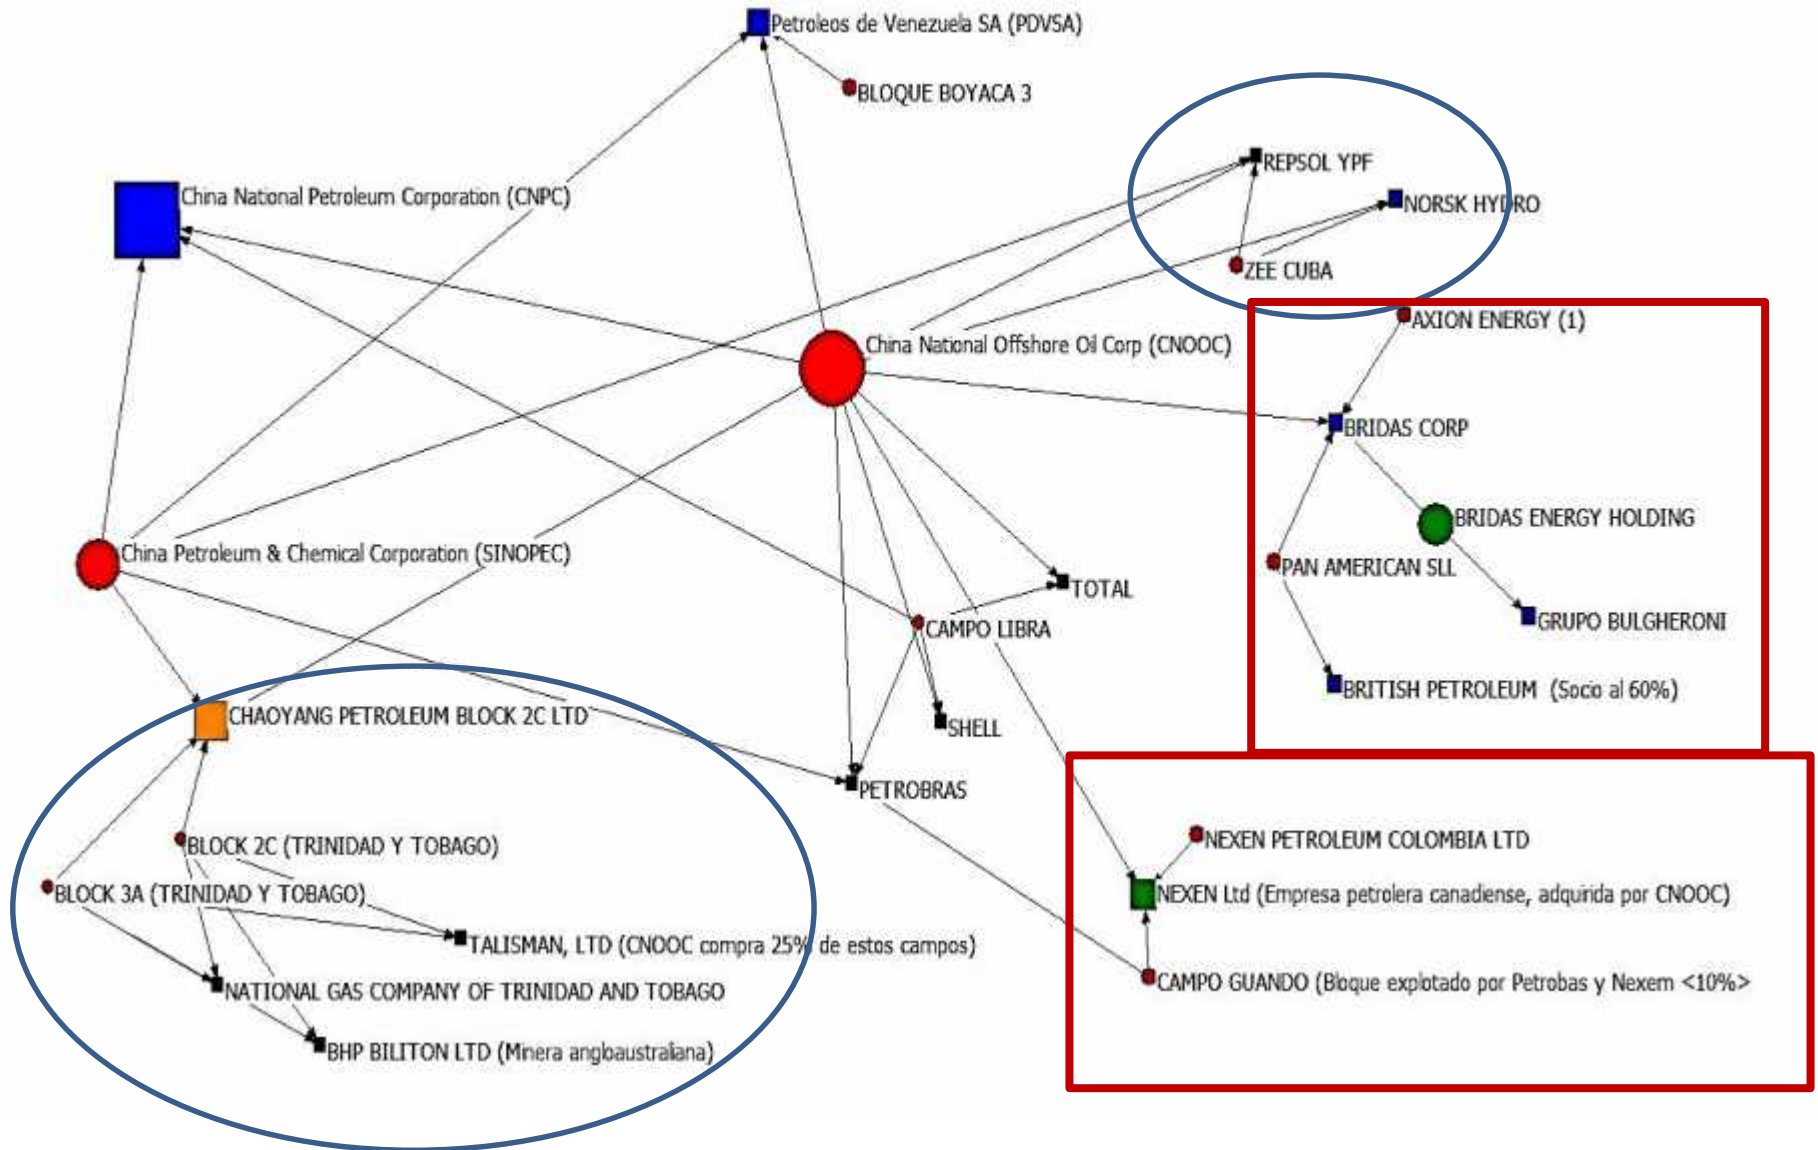 Petroleos de Venezuela SA (PDVSA)
BLOQUE BOYACA 3
REPSOL YPF
China National Petroleum Corporation (CNPC)
NORSK HYDRO
ZEE CUBA
AXION ENERGY (1)
China National Offshore Oil Corp (CNOOC)
BRIDAS CORP
BRIDAS ENERGY HOLDING
China Petroleum & Chemical Corporation (SINOPEC)
PAN AMERICAN SLL
TOTAL
GRUPO BULGHERONI
CAMPO LIBRA
BRITISH PETROLEUM (Socio al 60%)
CHAOYANG PETROLEUM BLOCK 2C LTD
SHELL
PETROBRAS
NEXEN PETROLEUM COLOMBIA LTD
BLOCK 2C (TRINIDAD Y TOBAGO)
BLOCK 3A (TRINIDAD Y TOBAGO)
NEXEN Ltd (Empresa petrolera canadiense, adquirida por CNOOC)
TALISMAN, LTD (CNOOC compra 25% de estos campos)
CAMPO GUANDO (Bloque explotado por Petrobas y Nexem <10%>
NATIONAL GAS COMPANY OF TRINIDAD AND TOBAGO
BHP BILITON LTD (Minera angloaustraliana)